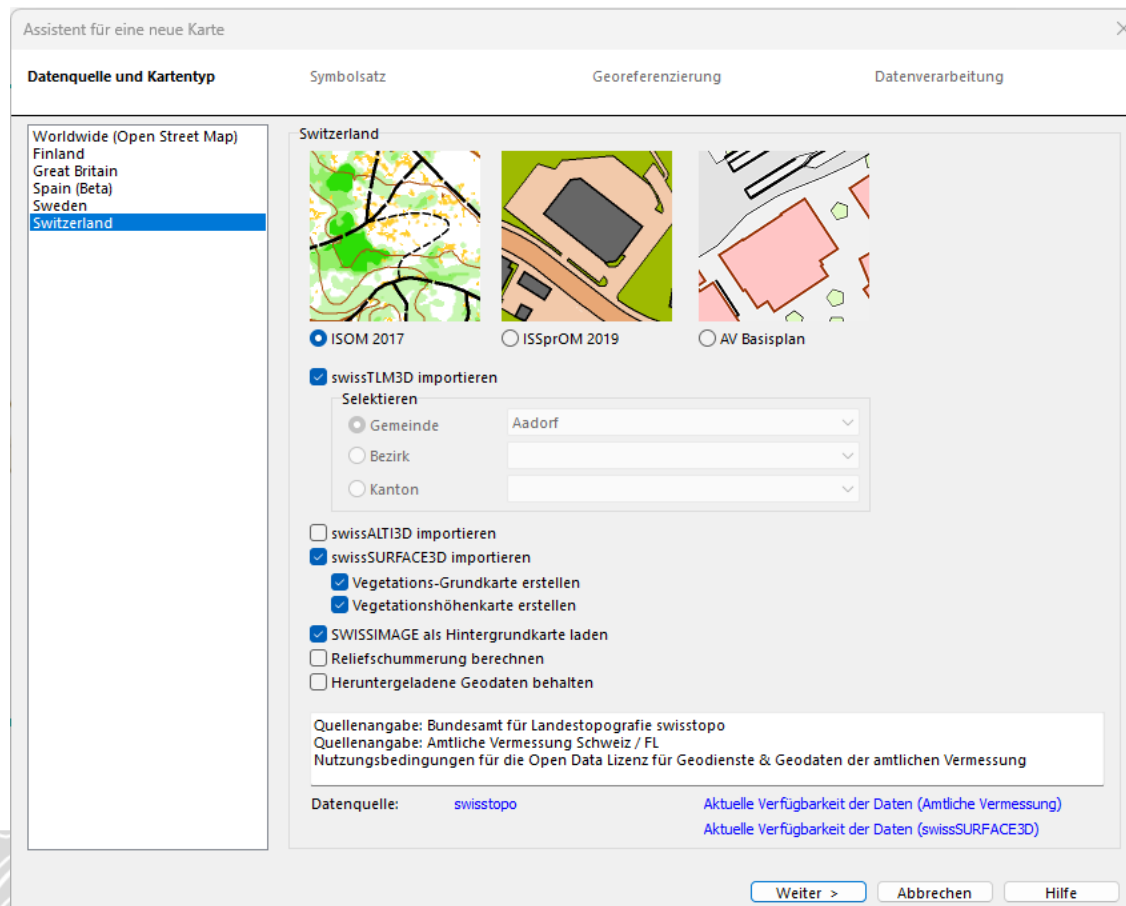 Assistent für eine neue Karte
Datenquelle und Kartentyp
Symbolsatz
Georeferenzierung
Datenverarbeitung
Worldwide (Open Street Map)
Finland
Great Britain
Spain (Beta)
Sweden
Switzerland
Switzerland
ISOM 2017
ISSprOM 2019
AV Basisplan
swissTLM3D importieren
Selektieren
Gemeinde
Aadorf
Bezirk
Kanton
swissALTI3D importieren
swissSURFACE3D importieren
Vegetations-Grundkarte erstellen
Vegetationshöhenkarte erstellen
SWISSIMAGE als Hintergrundkarte laden
Reliefschummerung berechnen
Heruntergeladene Geodaten behalten
Quellenangabe: Bundesamt für Landestopografie swisstopo
Quellenangabe: Amtliche Vermessung Schweiz / FL
Nutzungsbedingungen für die Open Data Lizenz für Geodienste & Geodaten der amtlichen Vermessung
Datenquelle:
swisstopo
Aktuelle Verfügbarkeit der Daten (Amtliche Vermessung)
Aktuelle Verfügbarkeit der Daten (swissSURFACE3D)
Weiter >
Abbrechen
Hilfe